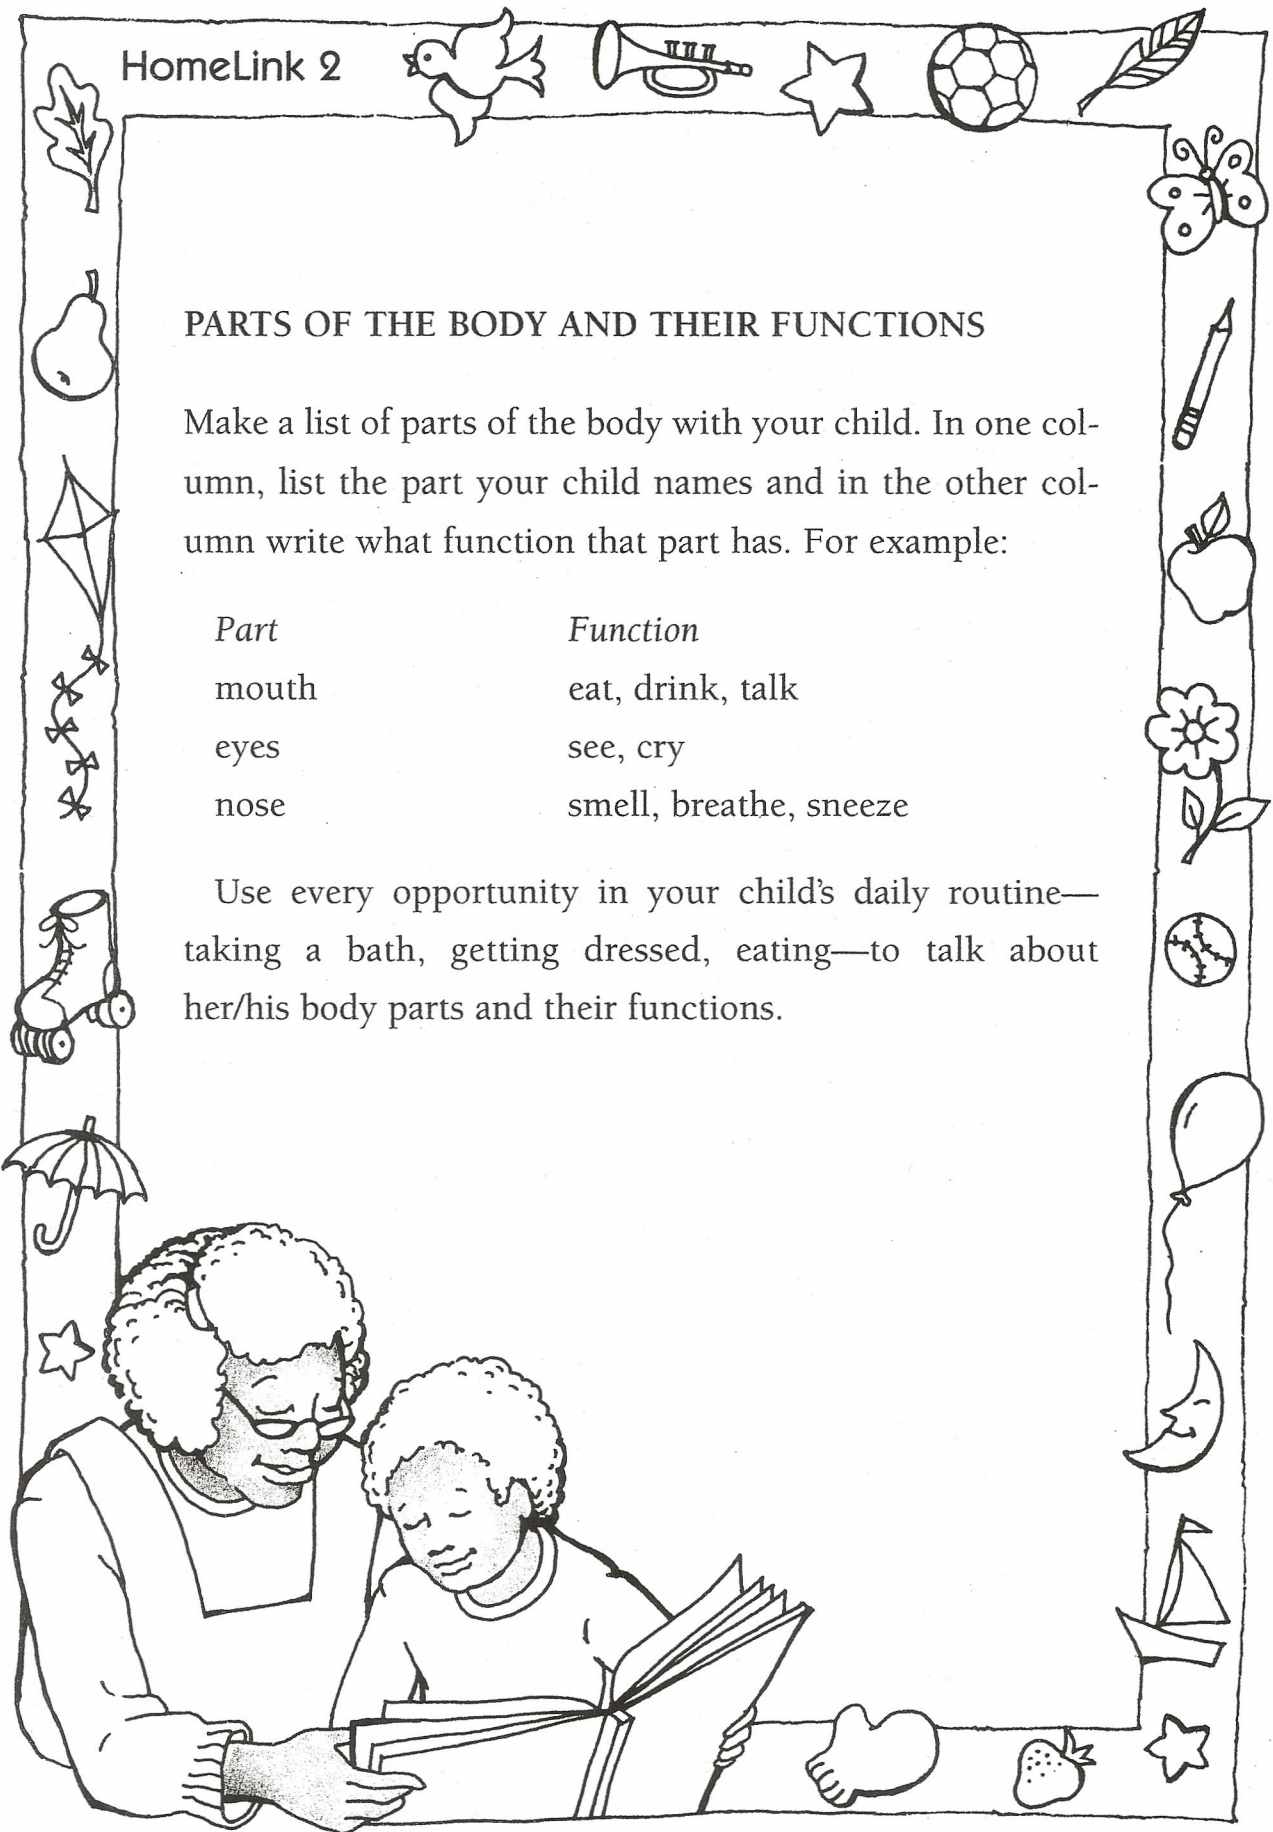 HomeLink 2
PARTS OF THE BODY AND THEIR FUNCTIONS
Make a list of parts of the body with your child. In one col-
umn, list the part your child names and in the other col-
umn write what function that part has. For example:
Part Function
mouth eat, drink, talk
eyes see, cry
nose smell, breathe, sneeze
Use every opportunity in your child's daily routine—
taking a bath, getting dressed, eating—to talk about
her/his body parts and their functions.